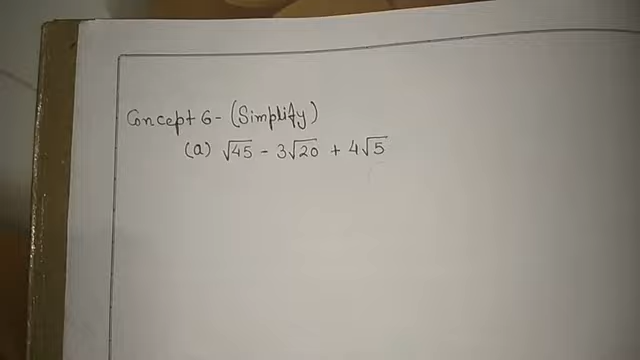 Concept 6- (Simplify)
(a) √45 - 3√20 + 4√5